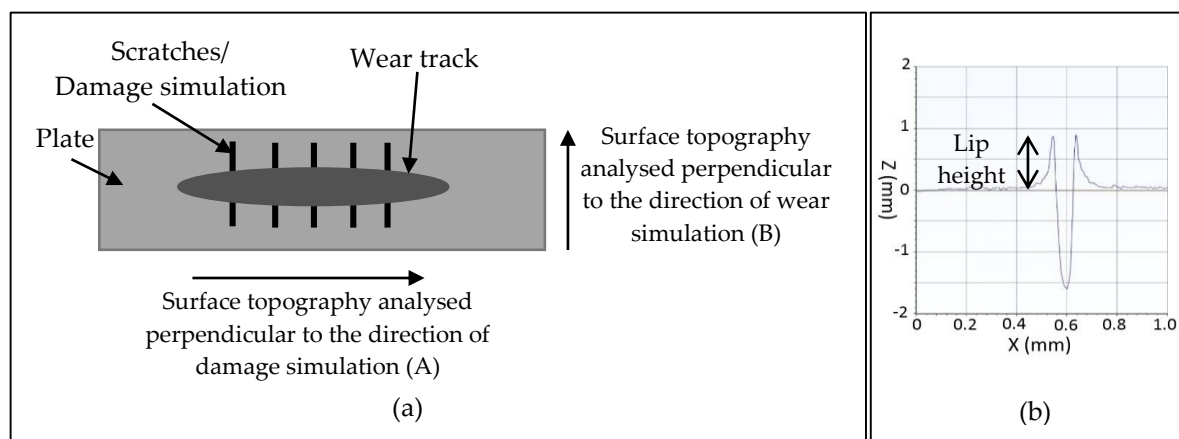 Scratches/
Damage simulation
Wear track
Plate
Surface topography
analysed perpendicular
to the direction of wear
simulation (B)
Surface topography analysed
perpendicular to the direction of
damage simulation (A)
(a)
2
1
0
-1
-2
Z (mm)
Lip
height
0
0.2
0.4
0.6
0.8
1.0
X (mm)
(b)